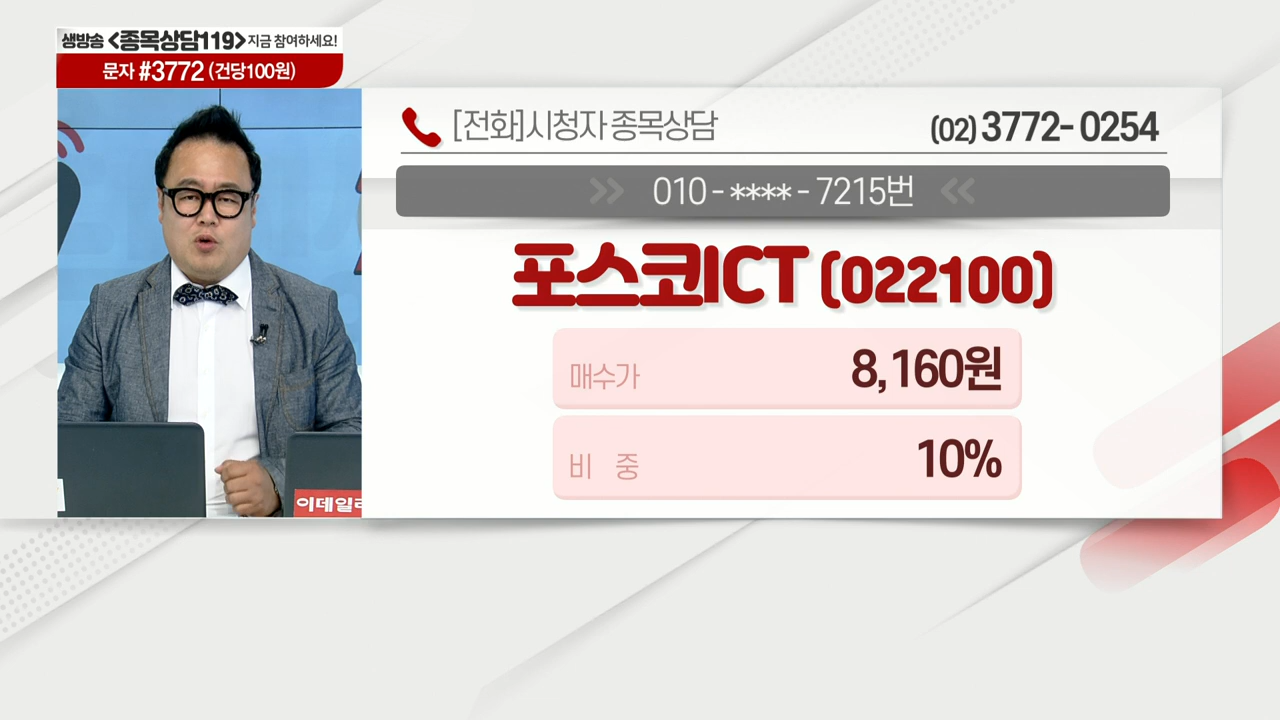 생방송 <종목상담119> 지금 참여하세요!
문자 #3772 (건당100원)
[전화]시청자 종목상담
(02) 3772- 0254
010 - **** - 7215번
포스코ICT (022100)
매수가 8,160원
비 중 10%
이데일리